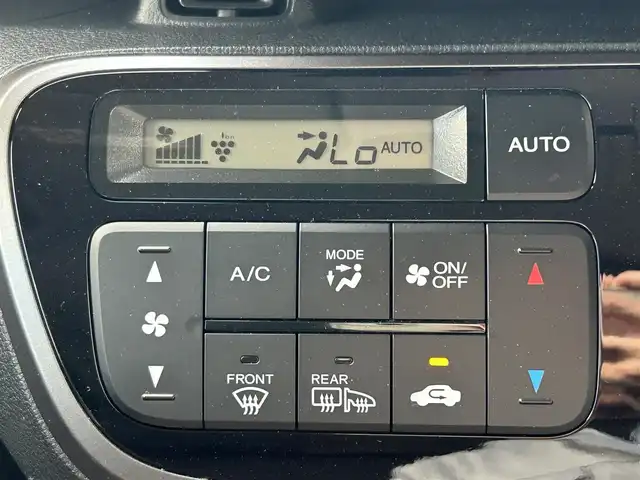 Lo AUTO
AUTO
A/C
MODE
ON/
OFF
FRONT
REAR